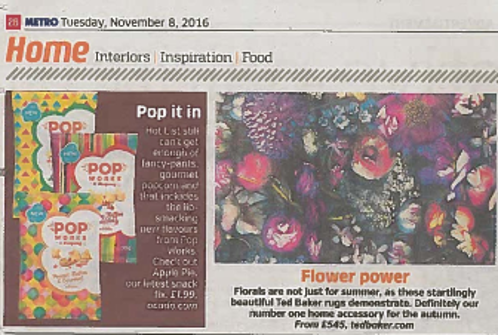 28 METRO Tuesday, November 8, 2016
Home Interiors | Inspiration | Food
Pop it in
Hot List still
can't get
enough of
fancy-pants,
gourmet
popcorn and
that includes
the lip-
smacking
new flavours
from Pop
Works.
Check out
Apple Pie,
our latest snack
fix. £1.99,
ocado.com
POP
WORKS
POP
WORKS
POP
WORKS
Flower power
Florals are not just for summer, as these startlingly
beautiful Ted Baker rugs demonstrate. Definitely our
number one home accessory for the autumn.
From £545, tedbaker.com